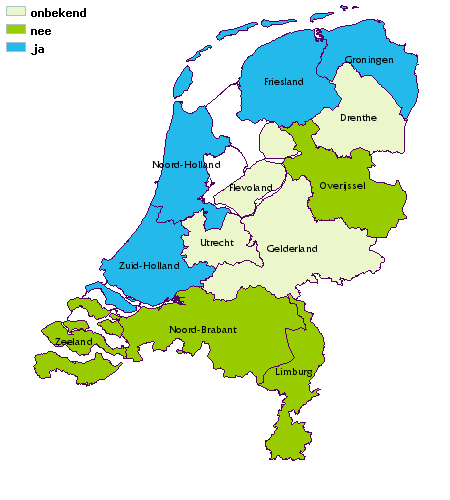 onbekend
nee
ja
Groningen
Friesland
Drenthe
Noord-Holland
Flevoland
Overijssel
Utrecht
Gelderland
Zuid-Holland
Noord-Brabant
Zeeland
Limburg